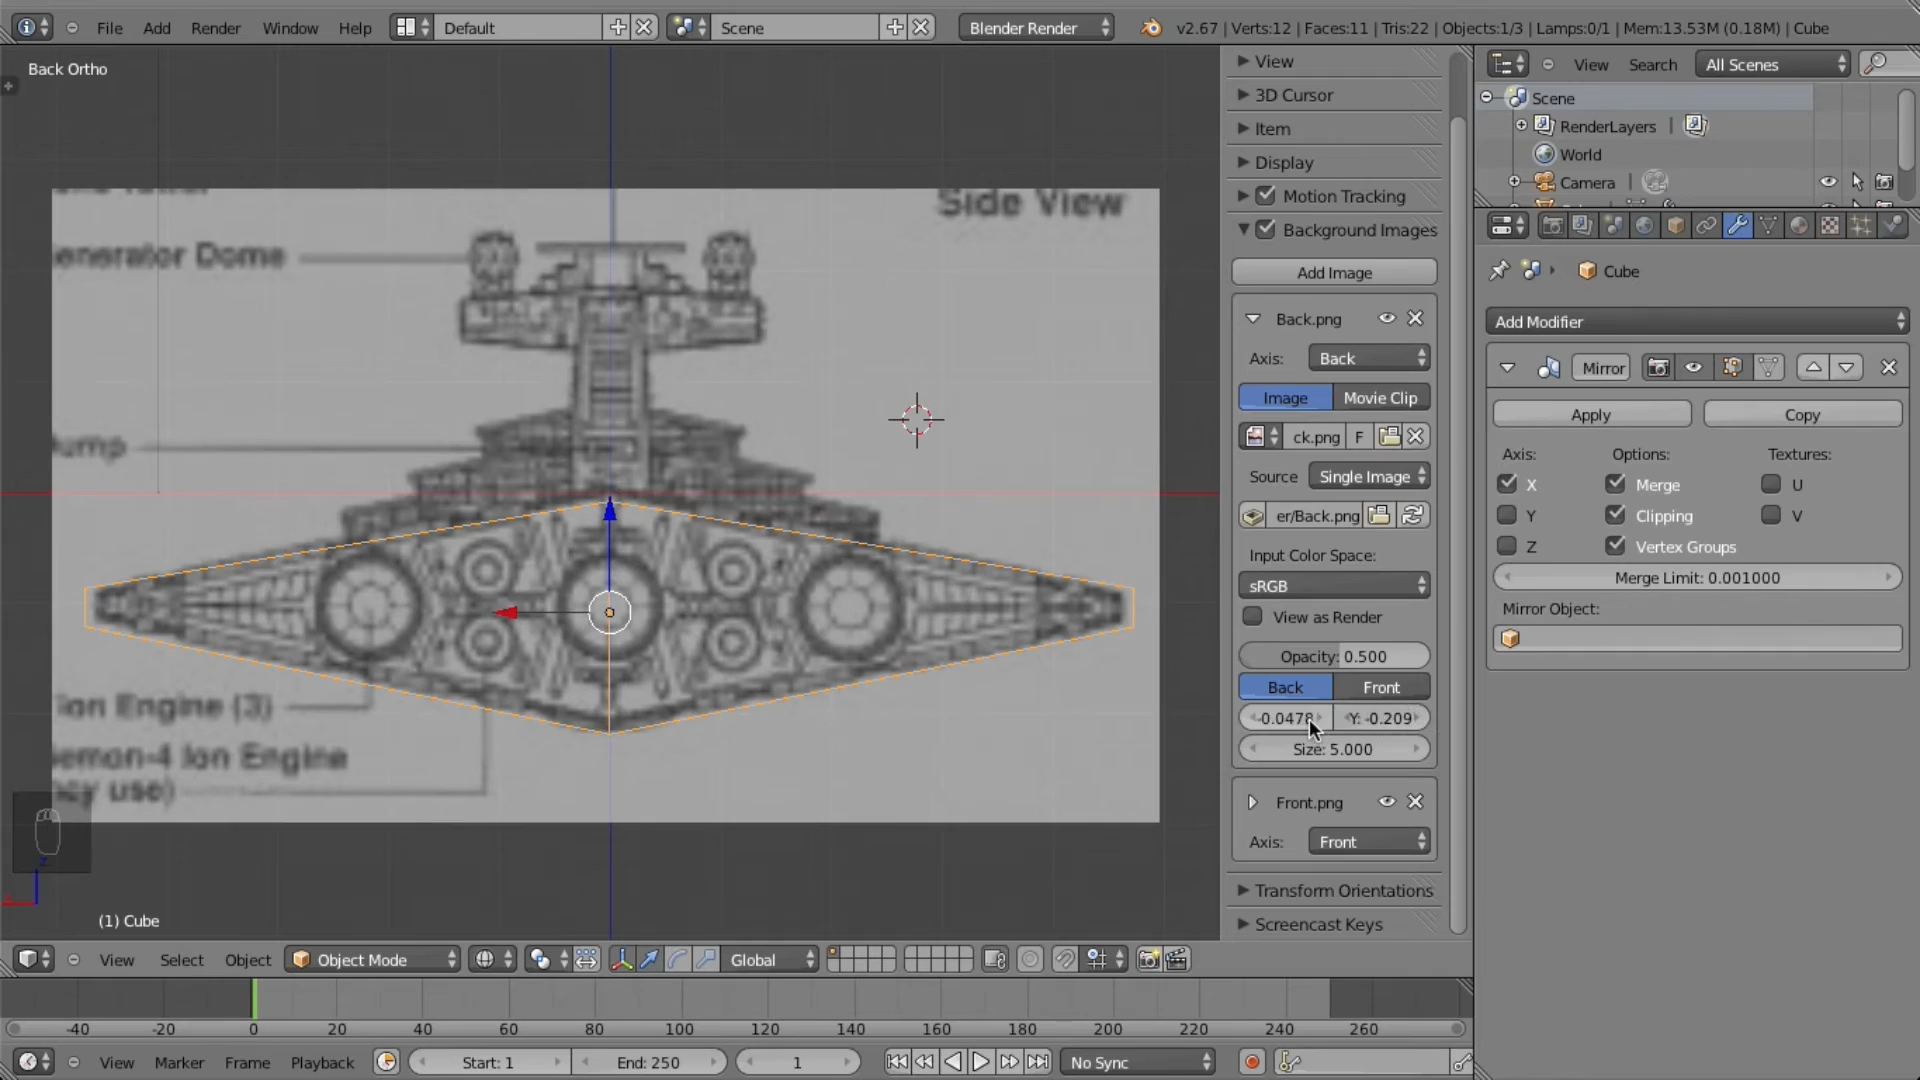 File Add Render Window Help Default Scene Blender Render v2.67 | Verts:12 | Faces:11 | Tris:22 | Objects:1/3 | Lamps:0/1 | Mem:13.53M (0.18M) | Cube
Back Ortho
Side View
enerator Dome
ump
Ion Engine (3)
emon-4 Ion Engine
ncy use)
z
(1) Cube
View
3D Cursor
Item
Display
Motion Tracking
Background Images
Add Image
Back.png
Axis: Back
Image Movie Clip
ck.png F
Source Single Image
er/Back.png
Input Color Space:
sRGB
View as Render
Opacity: 0.500
Back Front
-0.0478 Y: -0.209
Size: 5.000
Front.png
Axis: Front
Transform Orientations
Screencast Keys
View Search All Scenes
Scene
RenderLayers |
World
Camera |
Cube
Add Modifier
Mirror
Apply Copy
Axis: Options: Textures:
X Merge U
Y Clipping V
Z Vertex Groups
Merge Limit: 0.001000
Mirror Object:
View Select Object Object Mode Global
-40 -20 0 20 40 60 80 100 120 140 160 180 200 220 240 260
View Marker Frame Playback Start: 1 End: 250 1 No Sync